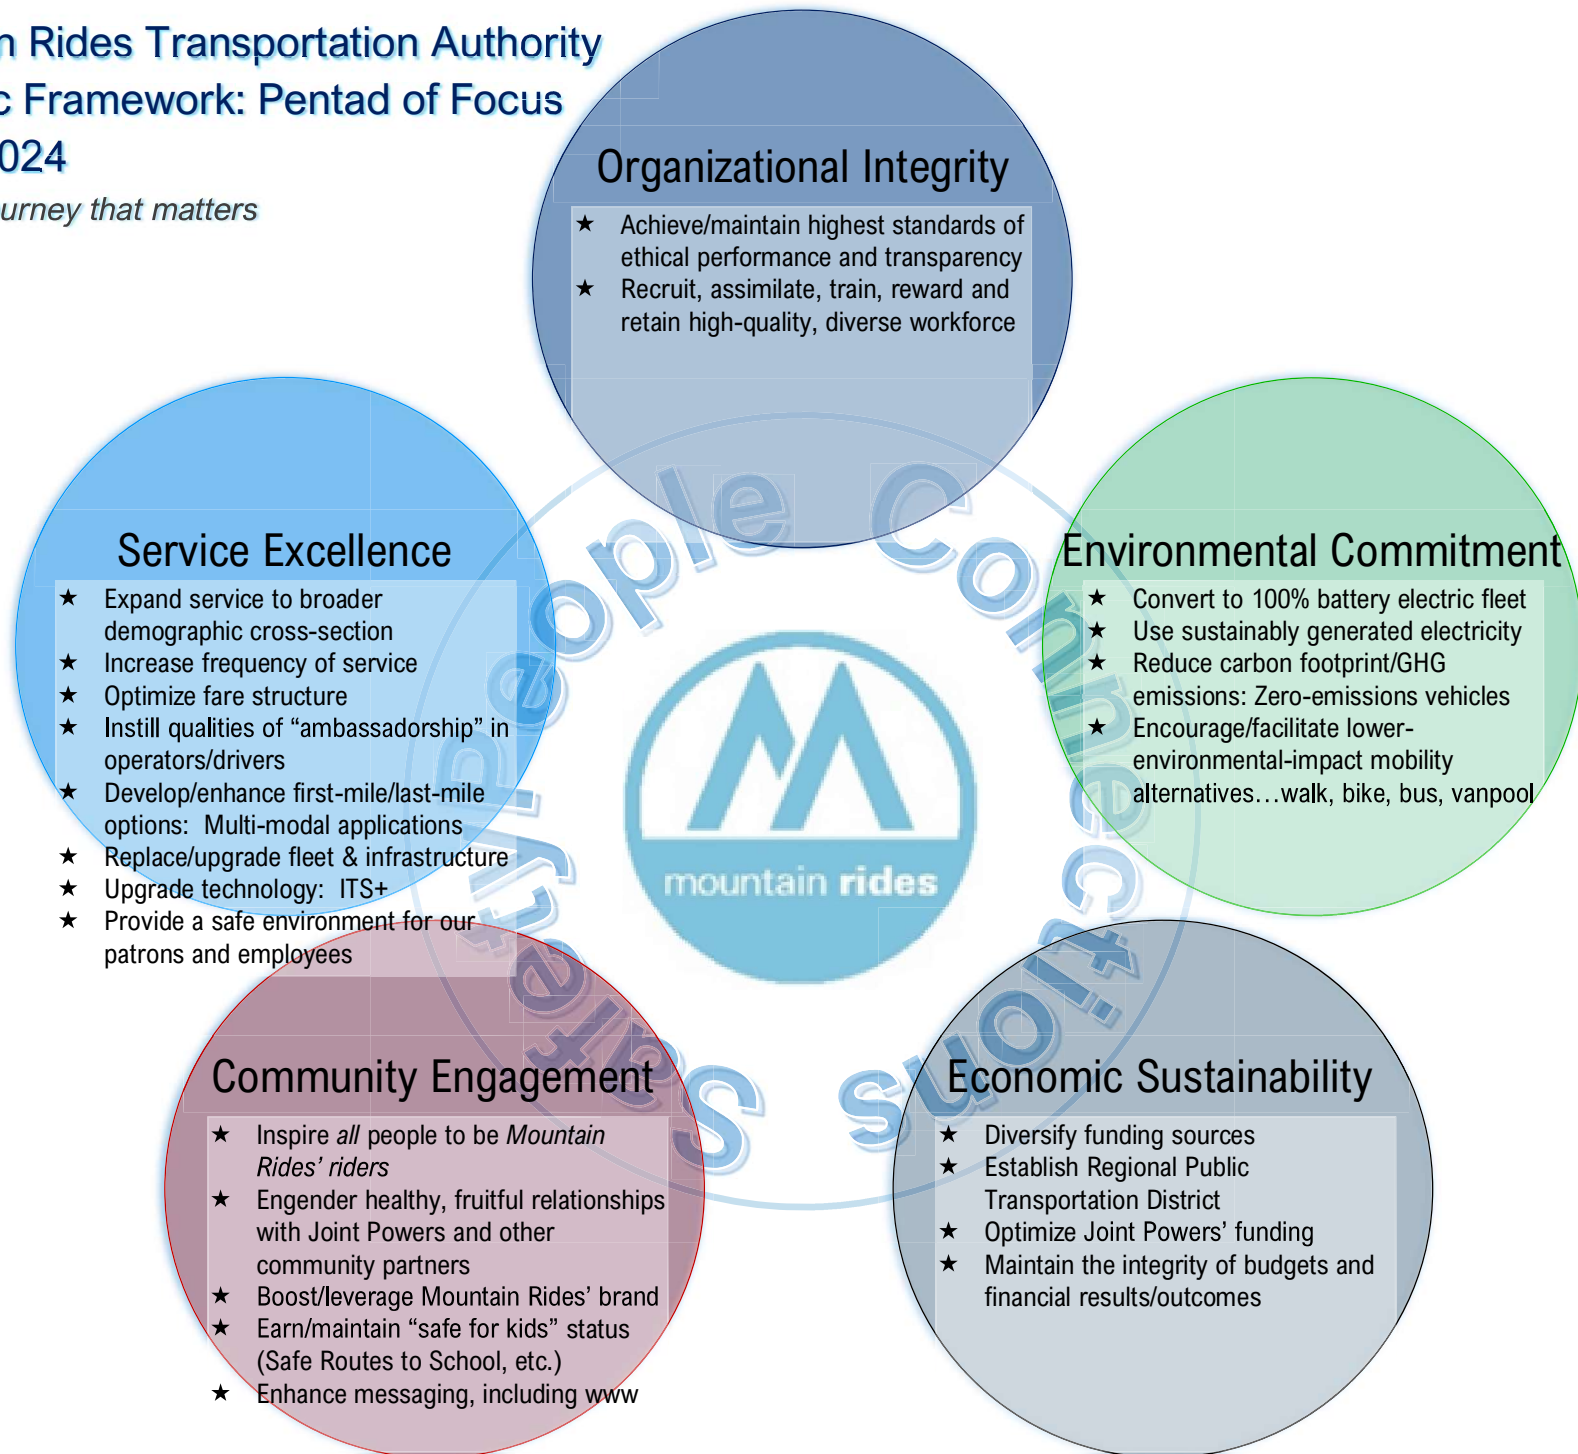 n Rides Transportation Authority
c Framework: Pentad of Focus
024
urney that matters
Organizational Integrity
★ Achieve/maintain highest standards of
ethical performance and transparency
★ Recruit, assimilate, train, reward and
retain high-quality, diverse workforce
Service Excellence
★ Expand service to broader
demographic cross-section
★ Increase frequency of service
★ Optimize fare structure
★ Instill qualities of “ambassadorship” in
operators/drivers
★ Develop/enhance first-mile/last-mile
options:  Multi-modal applications
★ Replace/upgrade fleet & infrastructure
★ Upgrade technology:  ITS+
★ Provide a safe environment for our
patrons and employees
Environmental Commitment
★ Convert to 100% battery electric fleet
★ Use sustainably generated electricity
★ Reduce carbon footprint/GHG
emissions: Zero-emissions vehicles
★ Encourage/facilitate lower-
environmental-impact mobility
alternatives…walk, bike, bus, vanpool
People Connections Safely
mountain rides
Community Engagement
★ Inspire all people to be Mountain
Rides’ riders
★ Engender healthy, fruitful relationships
with Joint Powers and other
community partners
★ Boost/leverage Mountain Rides’ brand
★ Earn/maintain “safe for kids” status
(Safe Routes to School, etc.)
★ Enhance messaging, including www
Economic Sustainability
★ Diversify funding sources
★ Establish Regional Public
Transportation District
★ Optimize Joint Powers’ funding
★ Maintain the integrity of budgets and
financial results/outcomes